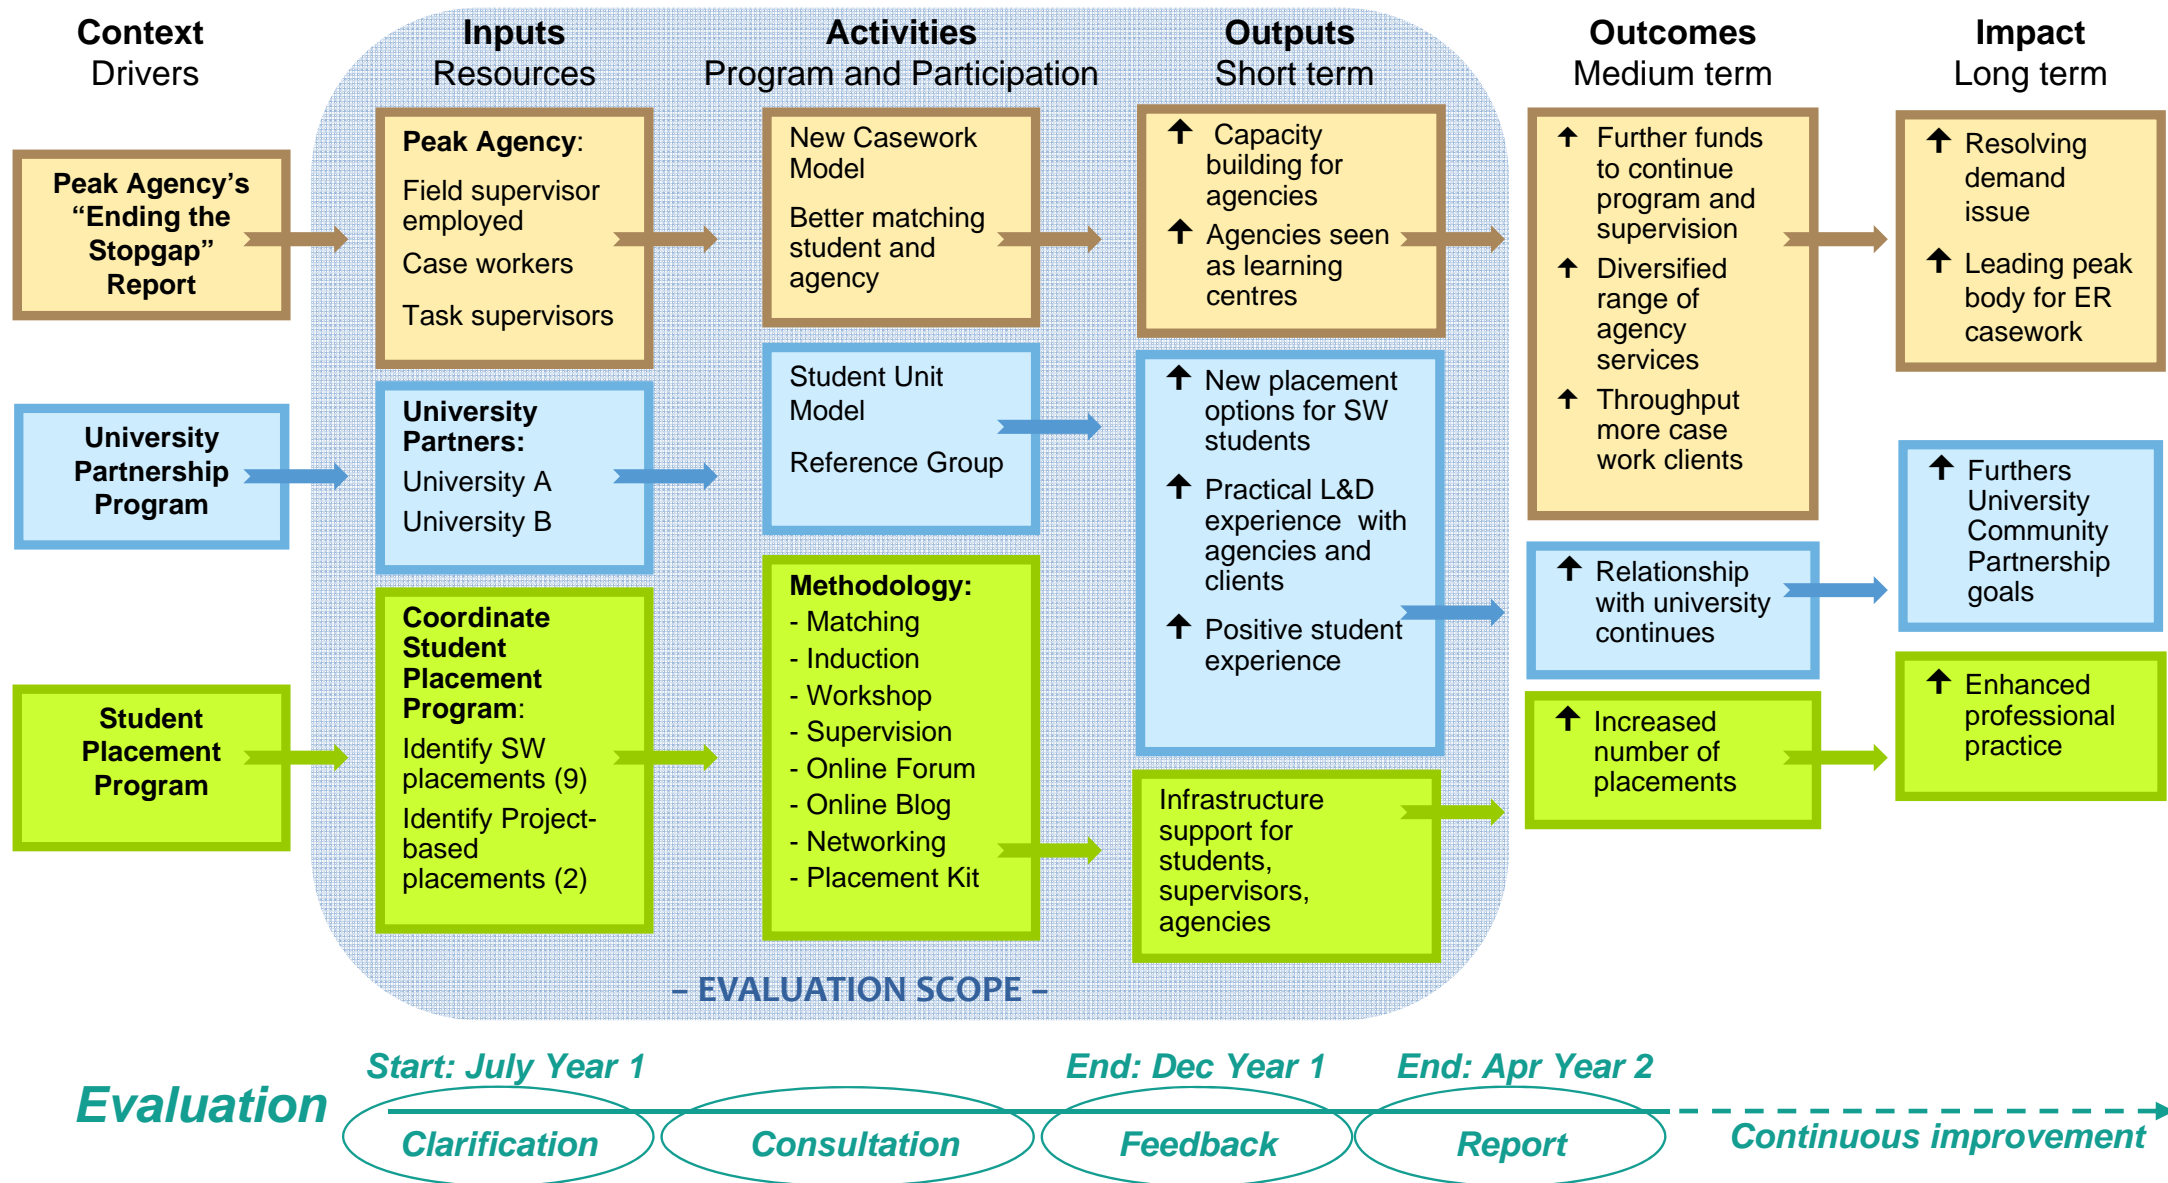 Context
Drivers
Inputs
Resources
Activities
Program and Participation
Outputs
Short term
Outcomes
Medium term
Impact
Long term
Peak Agency’s
“Ending the
Stopgap”
Report
Peak Agency:
Field supervisor
employed
Case workers
Task supervisors
New Casework
Model
Better matching
student and
agency
Capacity
building for
agencies
Agencies seen
as learning
centres
Further funds
to continue
program and
supervision
Diversified
range of
agency
services
Throughput
more case
work clients
Resolving
demand
issue
Leading peak
body for ER
casework
University
Partnership
Program
University
Partners:
University A
University B
Student Unit
Model
Reference Group
New placement
options for SW
students
Practical L&D
experience with
agencies and
clients
Positive student
experience
Relationship
with university
continues
Furthers
University
Community
Partnership
goals
Student
Placement
Program
Coordinate
Student
Placement
Program:
Identify SW
placements (9)
Identify Project-
based
placements (2)
Methodology:
- Matching
- Induction
- Workshop
- Supervision
- Online Forum
- Online Blog
- Networking
- Placement Kit
Infrastructure
support for
students,
supervisors,
agencies
Increased
number of
placements
Enhanced
professional
practice
– EVALUATION SCOPE –
Start: July Year 1
End: Dec Year 1
End: Apr Year 2
Evaluation
Clarification
Consultation
Feedback
Report
Continuous improvement